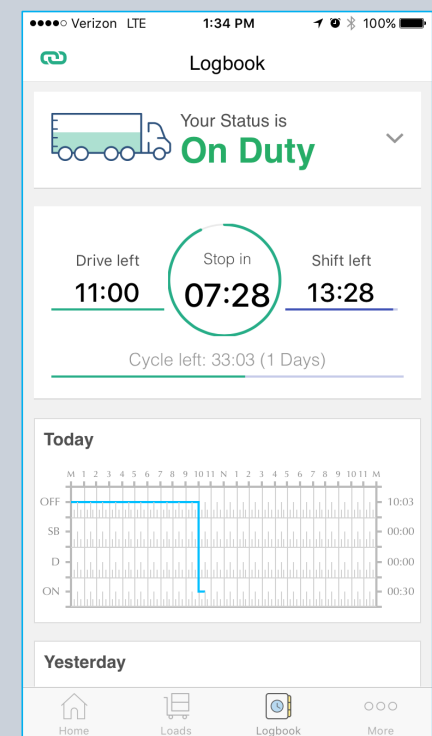 Verizon LTE 1:34 PM 100%
Logbook
Your Status is
On Duty
Drive left Stop in Shift left
11:00 07:28 13:28
Cycle left: 33:03 (1 Days)
Today
M 1 2 3 4 5 6 7 8 9 10 11 N 1 2 3 4 5 6 7 8 9 10 11 M
OFF 10:03
SB 00:00
D 00:00
ON 00:30
Yesterday
Home Loads Logbook More